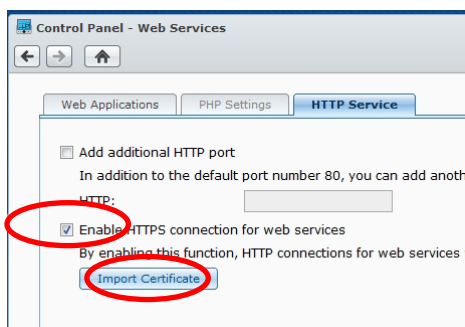 Control Panel - Web Services
Web Applications PHP Settings HTTP Service
Add additional HTTP port
In addition to the default port number 80, you can add anoth
HTTP:
Enable HTTPS connection for web services
By enabling this function, HTTP connections for web services
Import Certificate